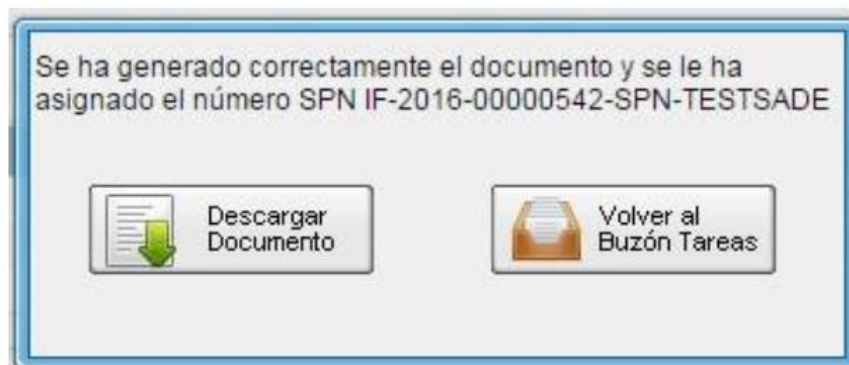 Se ha generado correctamente el documento y se le ha
asignado el número SPN IF-2016-00000542-SPN-TESTSADE
Descargar
Documento
Volver al
Buzón Tareas